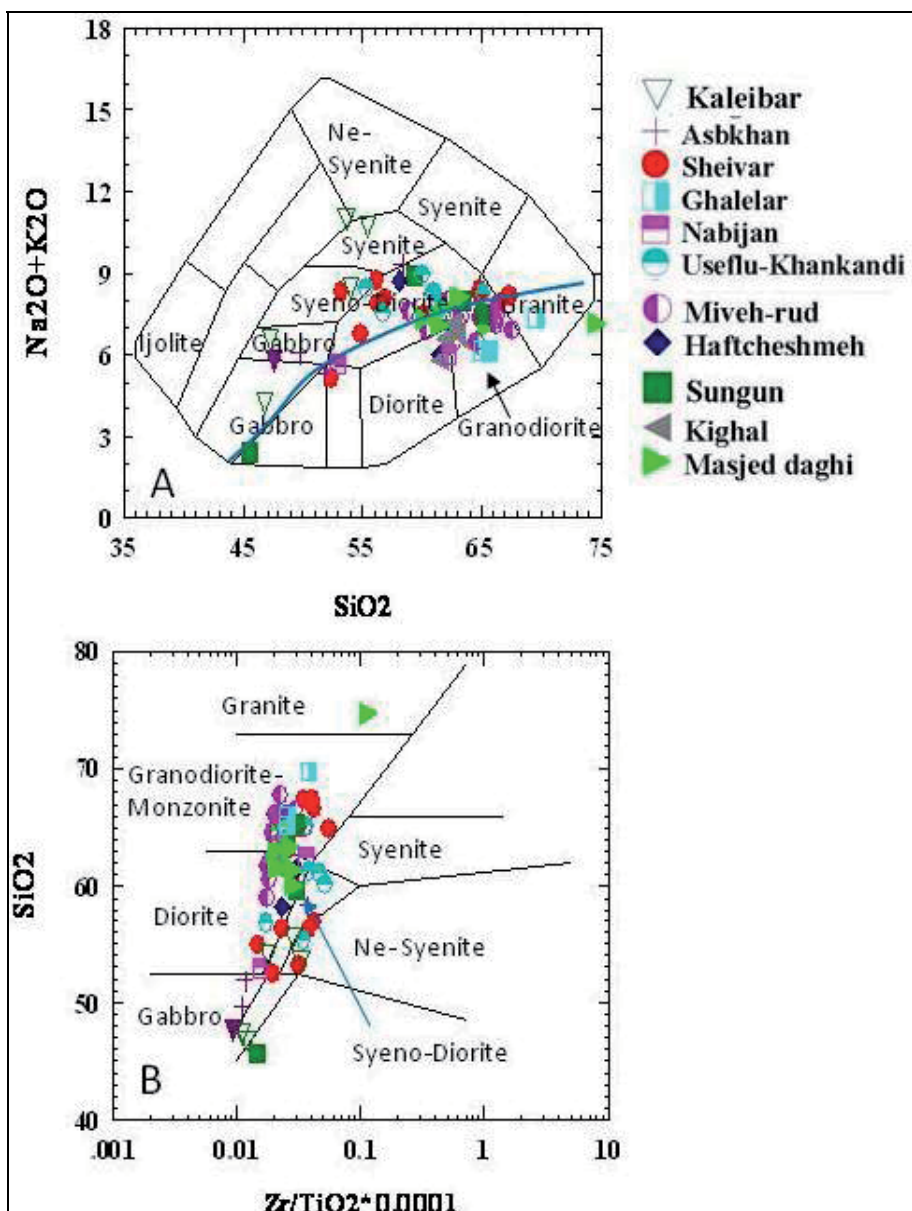 18
15
12
9
6
3
0
Na2O+K2O
35
45
55
65
75
SiO2
Ne-
Syenite
Syenite
Syenite
Syeno-Diorite
Granite
Ijolite
Gabbro
Gabbro
Diorite
Granodiorite
A
Kaleibar
Asbkhan
Sheivar
Ghalelar
Nabijan
Useflu-Khankandi
Miveh-rud
Haftcheshmeh
Sungun
Kighal
Masjed daghi
80
70
60
50
40
SiO2
Granite
Granodiorite-
Monzonite
Syenite
Diorite
Ne- Syenite
Gabbro
Syeno-Diorite
B
.001
0.01
0.1
1
10
Zr/TiO2*0.0001